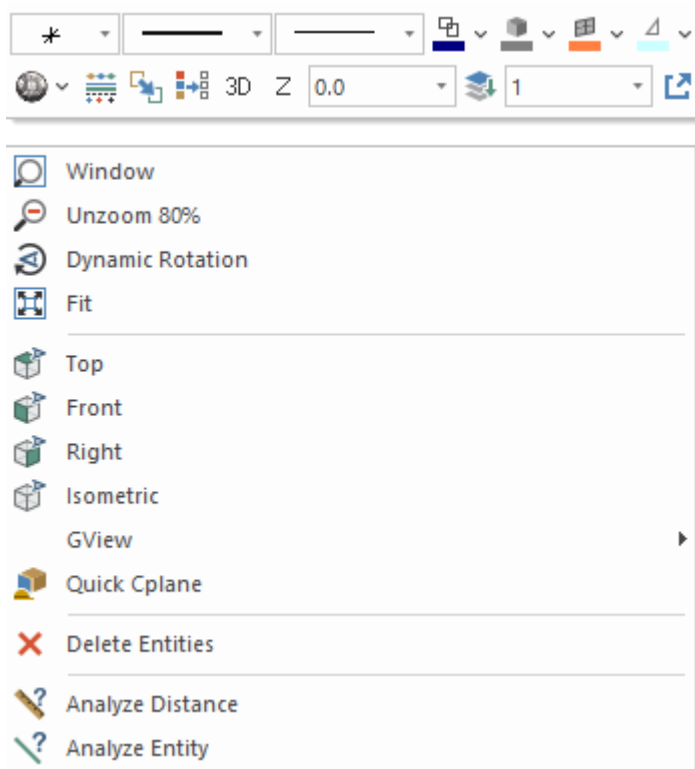 3D Z 0.0 1
Window
Unzoom 80%
Dynamic Rotation
Fit
Top
Front
Right
Isometric
GView
Quick Cplane
Delete Entities
Analyze Distance
Analyze Entity